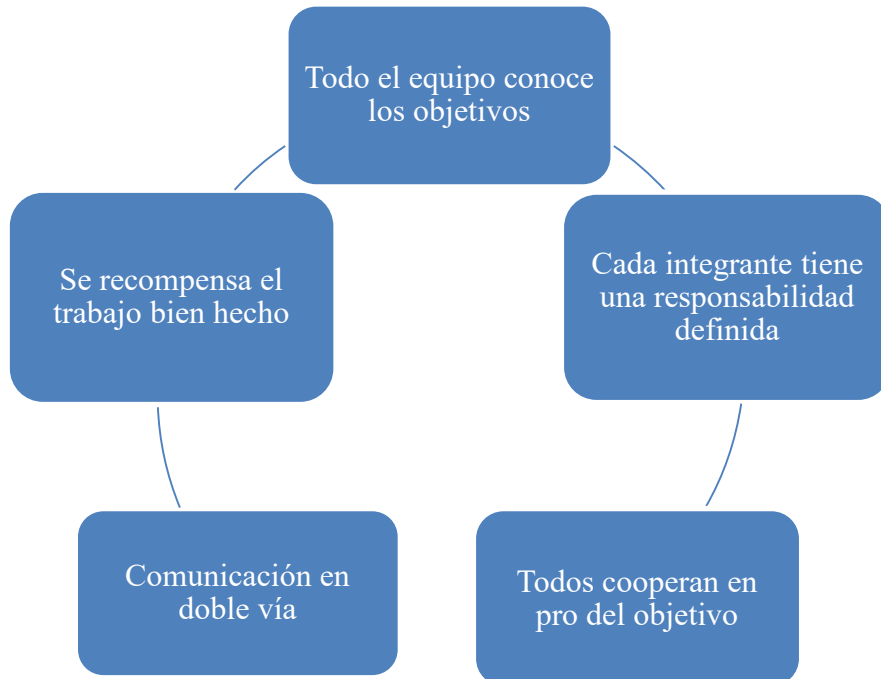 Todo el equipo conoce
los objetivos
Cada integrante tiene
una responsabilidad
definida
Todos cooperan en
pro del objetivo
Comunicación en
doble vía
Se recompensa el
trabajo bien hecho